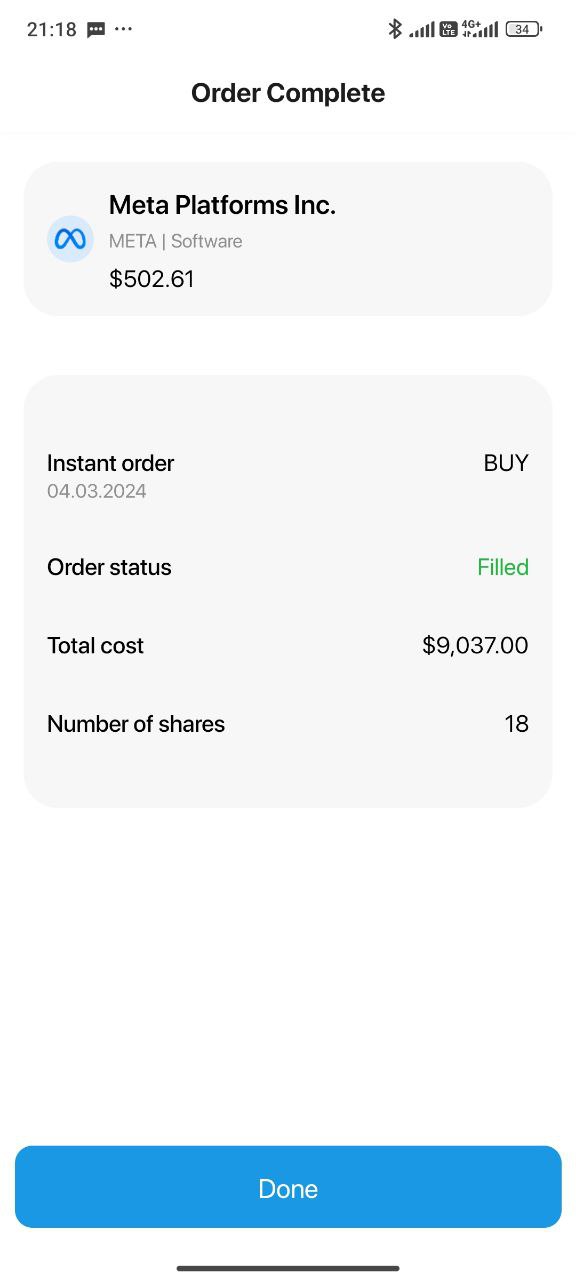 21:18
Vo LTE 4G+ 34
Order Complete
Meta Platforms Inc.
META | Software
$502.61
Instant order BUY
04.03.2024
Order status Filled
Total cost $9,037.00
Number of shares 18
Done